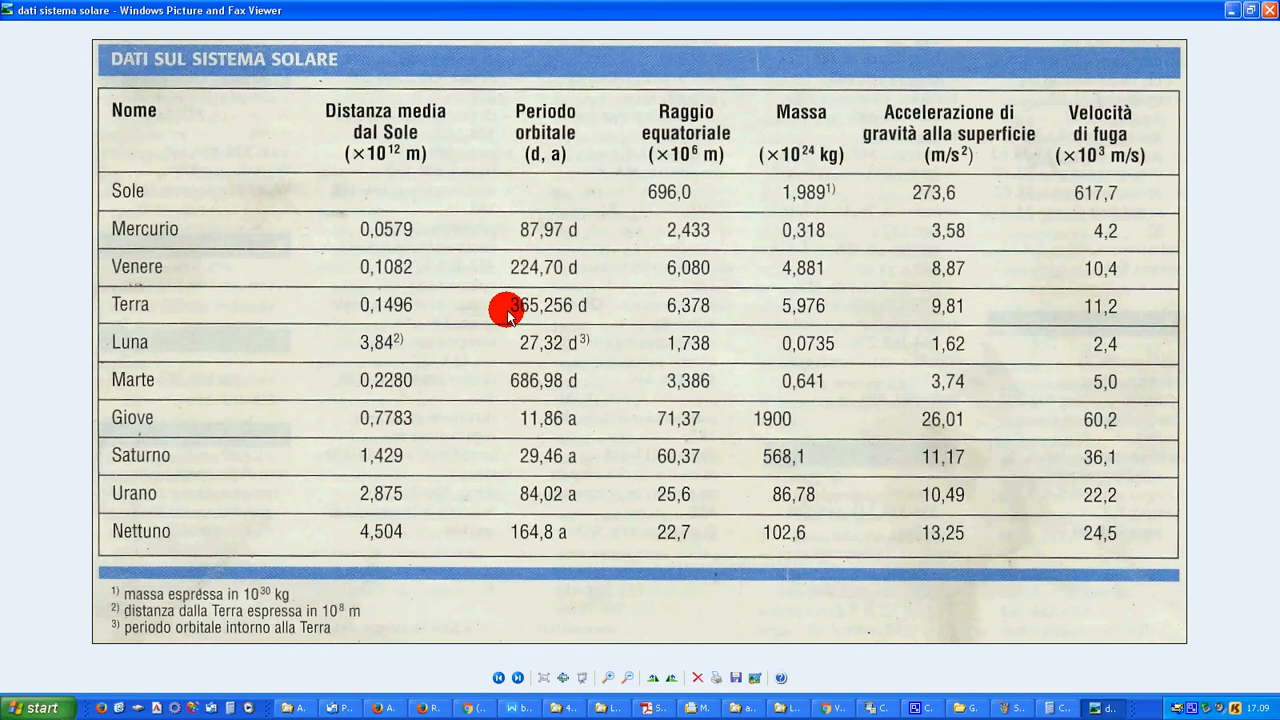 dati sistema solare - Windows Picture and Fax Viewer
DATI SUL SISTEMA SOLARE
Nome Distanza media dal Sole (×10¹² m) Periodo orbitale (d, a) Raggio equatoriale (×10⁶ m) Massa (×10²⁴ kg) Accelerazione di gravità alla superficie (m/s²) Velocità di fuga (×10³ m/s)
Sole 696,0 1,989¹⁾ 273,6 617,7
Mercurio 0,0579 87,97 d 2,433 0,318 3,58 4,2
Venere 0,1082 224,70 d 6,080 4,881 8,87 10,4
Terra 0,1496 365,256 d 6,378 5,976 9,81 11,2
Luna 3,84²⁾ 27,32 d³⁾ 1,738 0,0735 1,62 2,4
Marte 0,2280 686,98 d 3,386 0,641 3,74 5,0
Giove 0,7783 11,86 a 71,37 1900 26,01 60,2
Saturno 1,429 29,46 a 60,37 568,1 11,17 36,1
Urano 2,875 84,02 a 25,6 86,78 10,49 22,2
Nettuno 4,504 164,8 a 22,7 102,6 13,25 24,5
¹⁾ massa espressa in 10³⁰ kg
²⁾ distanza dalla Terra espressa in 10⁸ m
³⁾ periodo orbitale intorno alla Terra
start A. P.. A. R.. (.. b... 4... L... S... M. a... L... V... C. C. G. S... C... d... 17.09